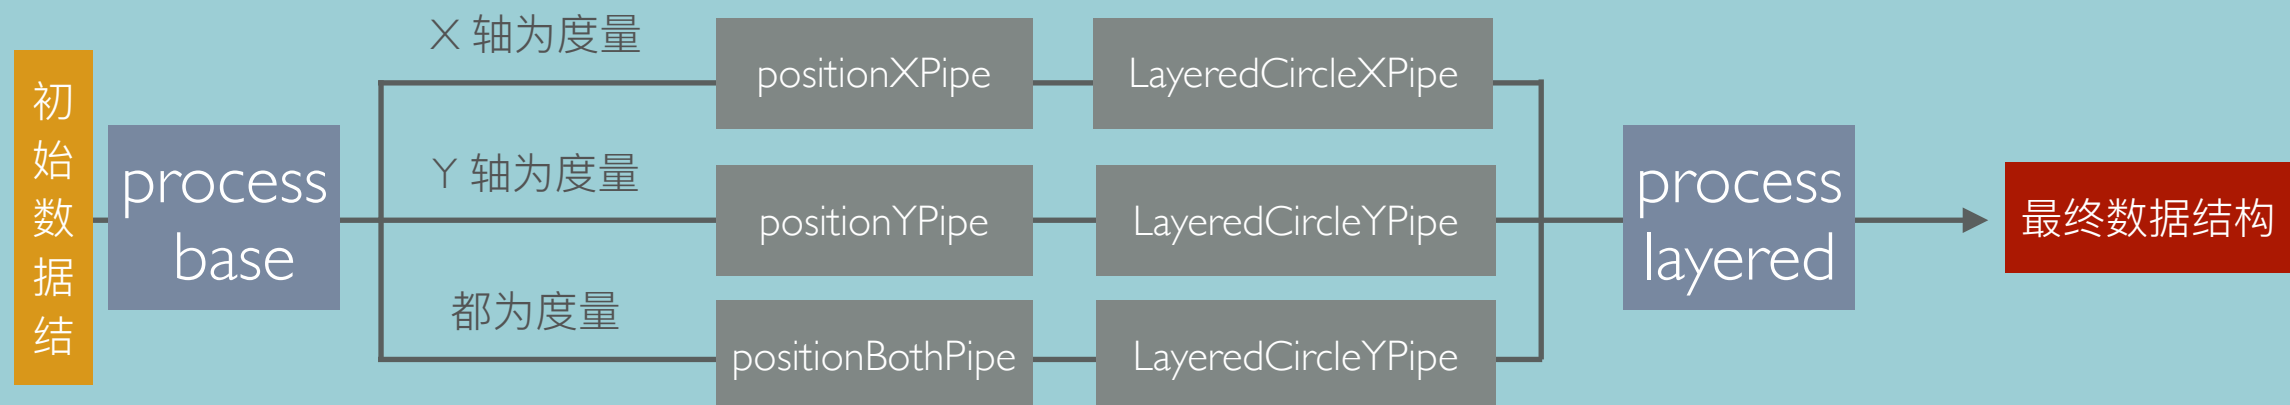 初始数据结
process
base
X 轴为度量
positionXPipe
LayeredCircleXPipe
Y 轴为度量
positionYPipe
LayeredCircleYPipe
都为度量
positionBothPipe
LayeredCircleYPipe
process
layered
最终数据结构